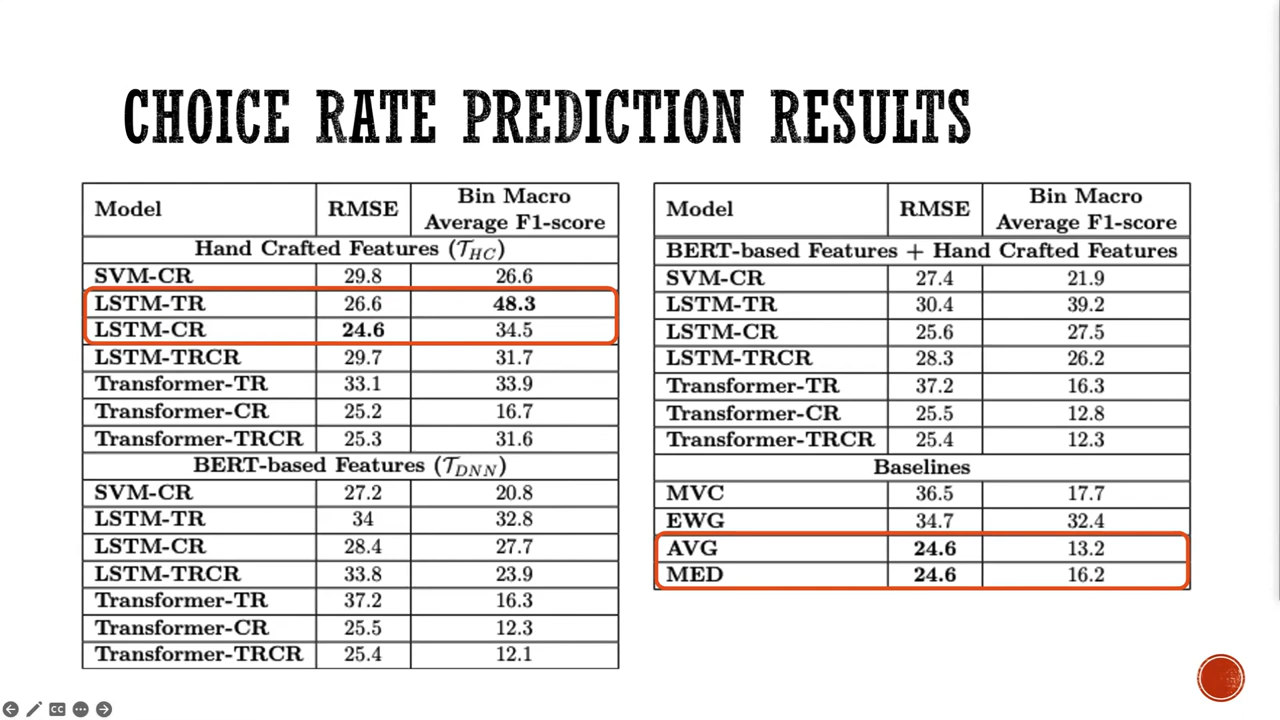 CHOICE RATE PREDICTION RESULTS
Model RMSE Bin Macro Average F1-score
Hand Crafted Features (𝒯HC)
SVM-CR 29.8 26.6
LSTM-TR 26.6 48.3
LSTM-CR 24.6 34.5
LSTM-TRCR 29.7 31.7
Transformer-TR 33.1 33.9
Transformer-CR 25.2 16.7
Transformer-TRCR 25.3 31.6
BERT-based Features (𝒯DNN)
SVM-CR 27.2 20.8
LSTM-TR 34 32.8
LSTM-CR 28.4 27.7
LSTM-TRCR 33.8 23.9
Transformer-TR 37.2 16.3
Transformer-CR 25.5 12.3
Transformer-TRCR 25.4 12.1
Model RMSE Bin Macro Average F1-score
BERT-based Features + Hand Crafted Features
SVM-CR 27.4 21.9
LSTM-TR 30.4 39.2
LSTM-CR 25.6 27.5
LSTM-TRCR 28.3 26.2
Transformer-TR 37.2 16.3
Transformer-CR 25.5 12.8
Transformer-TRCR 25.4 12.3
Baselines
MVC 36.5 17.7
EWG 34.7 32.4
AVG 24.6 13.2
MED 24.6 16.2
CC